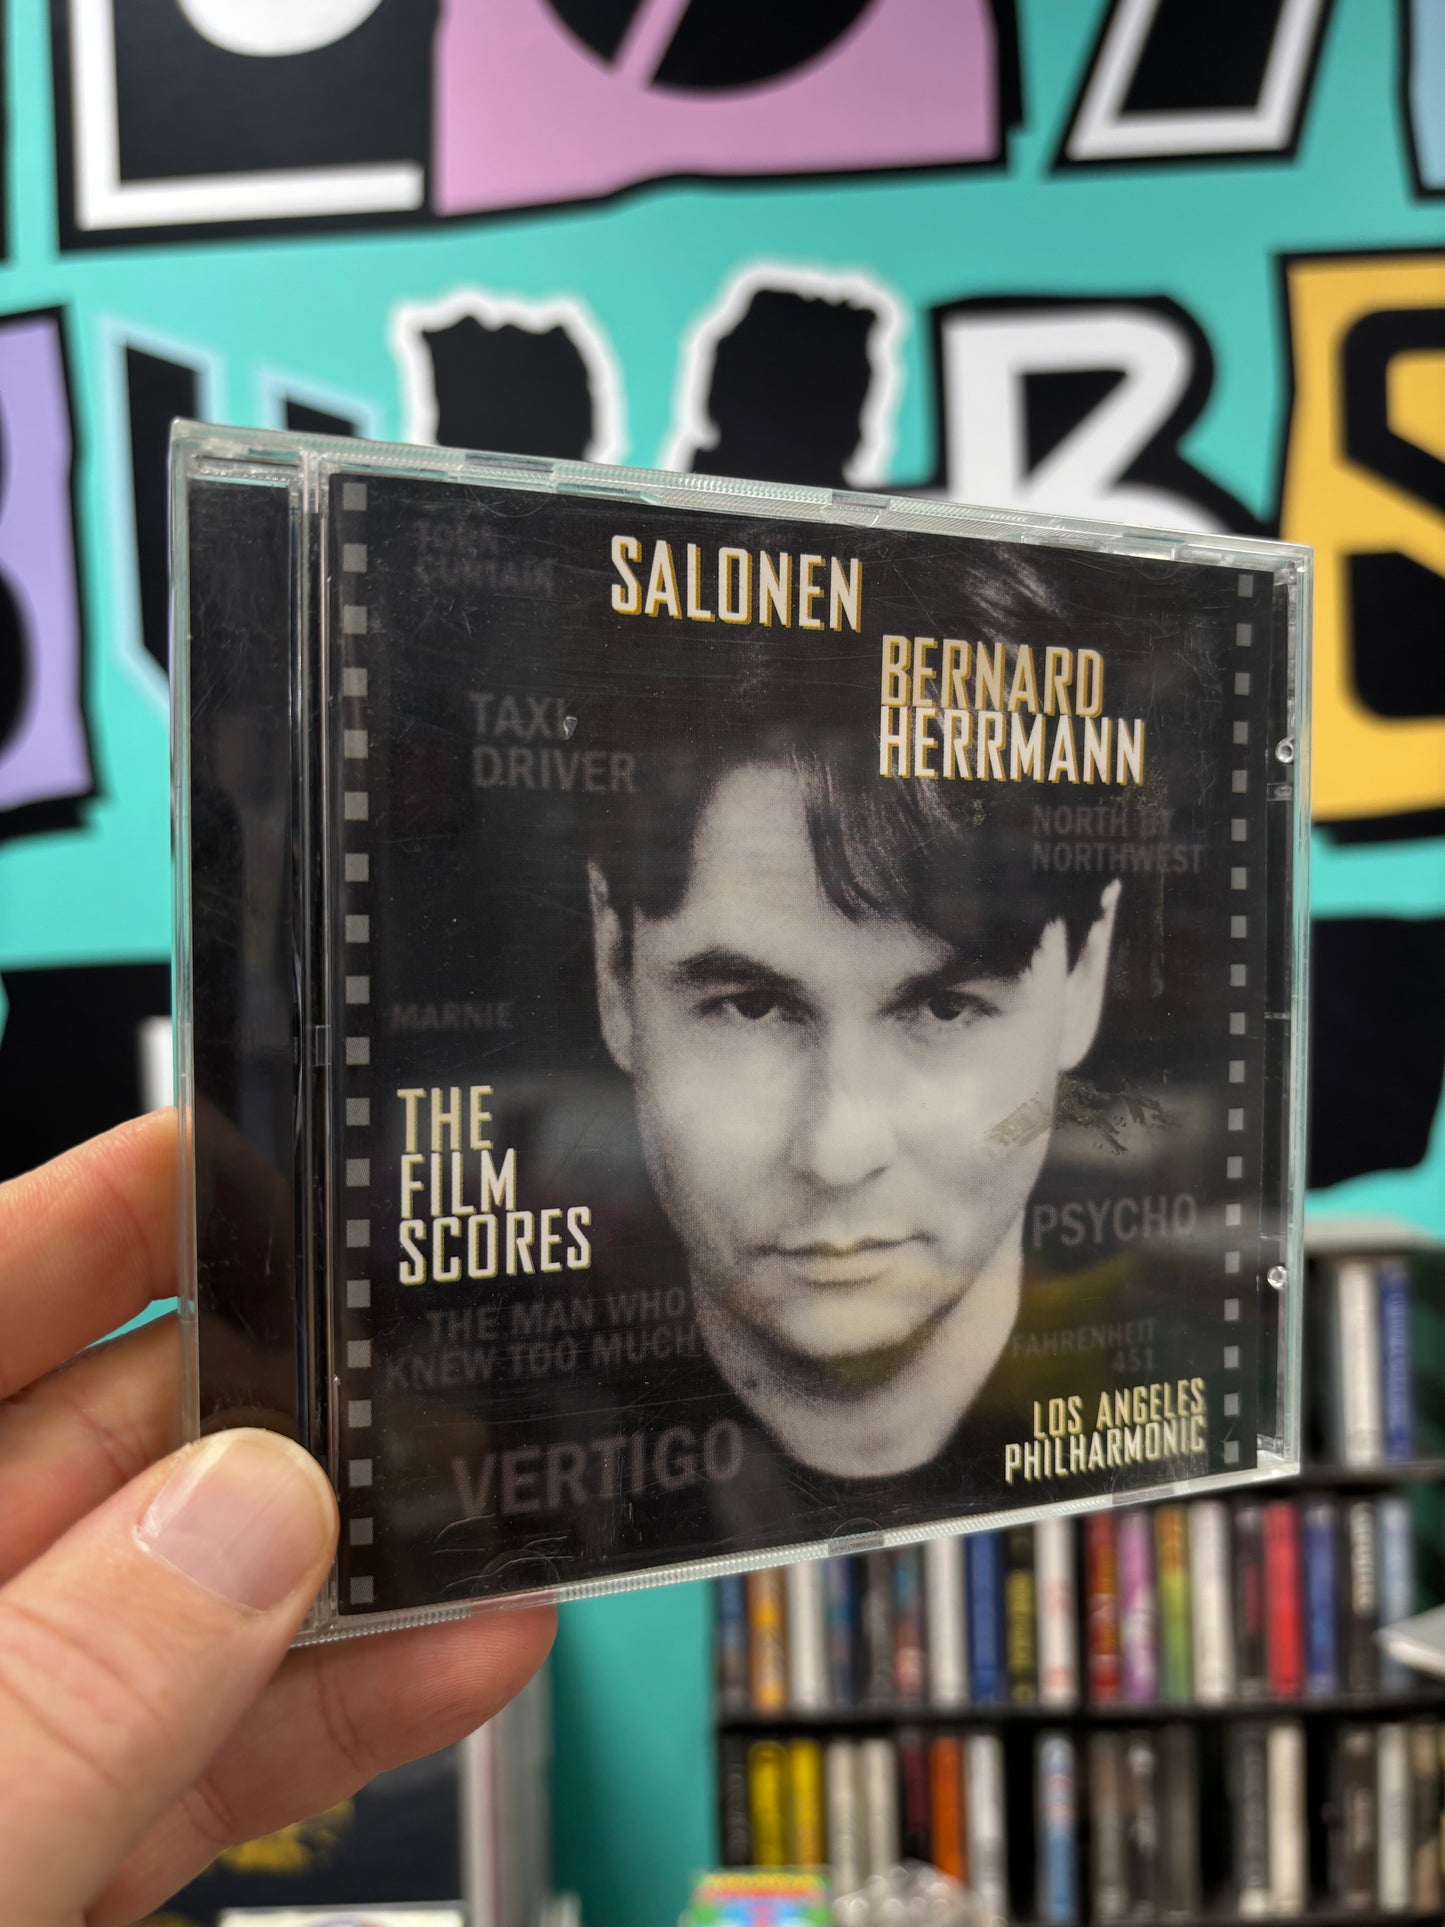 TORN
CURTAIN
SALONEN
BERNARD
HERRMANN
TAXI
DRIVER
NORTH BY
NORTHWEST
MARNIE
THE
FILM
SCORES
PSYCHO
THE MAN WHO
KNEW TOO MUCH
FAHRENHEIT
451
VERTIGO
LOS ANGELES
PHILHARMONIC